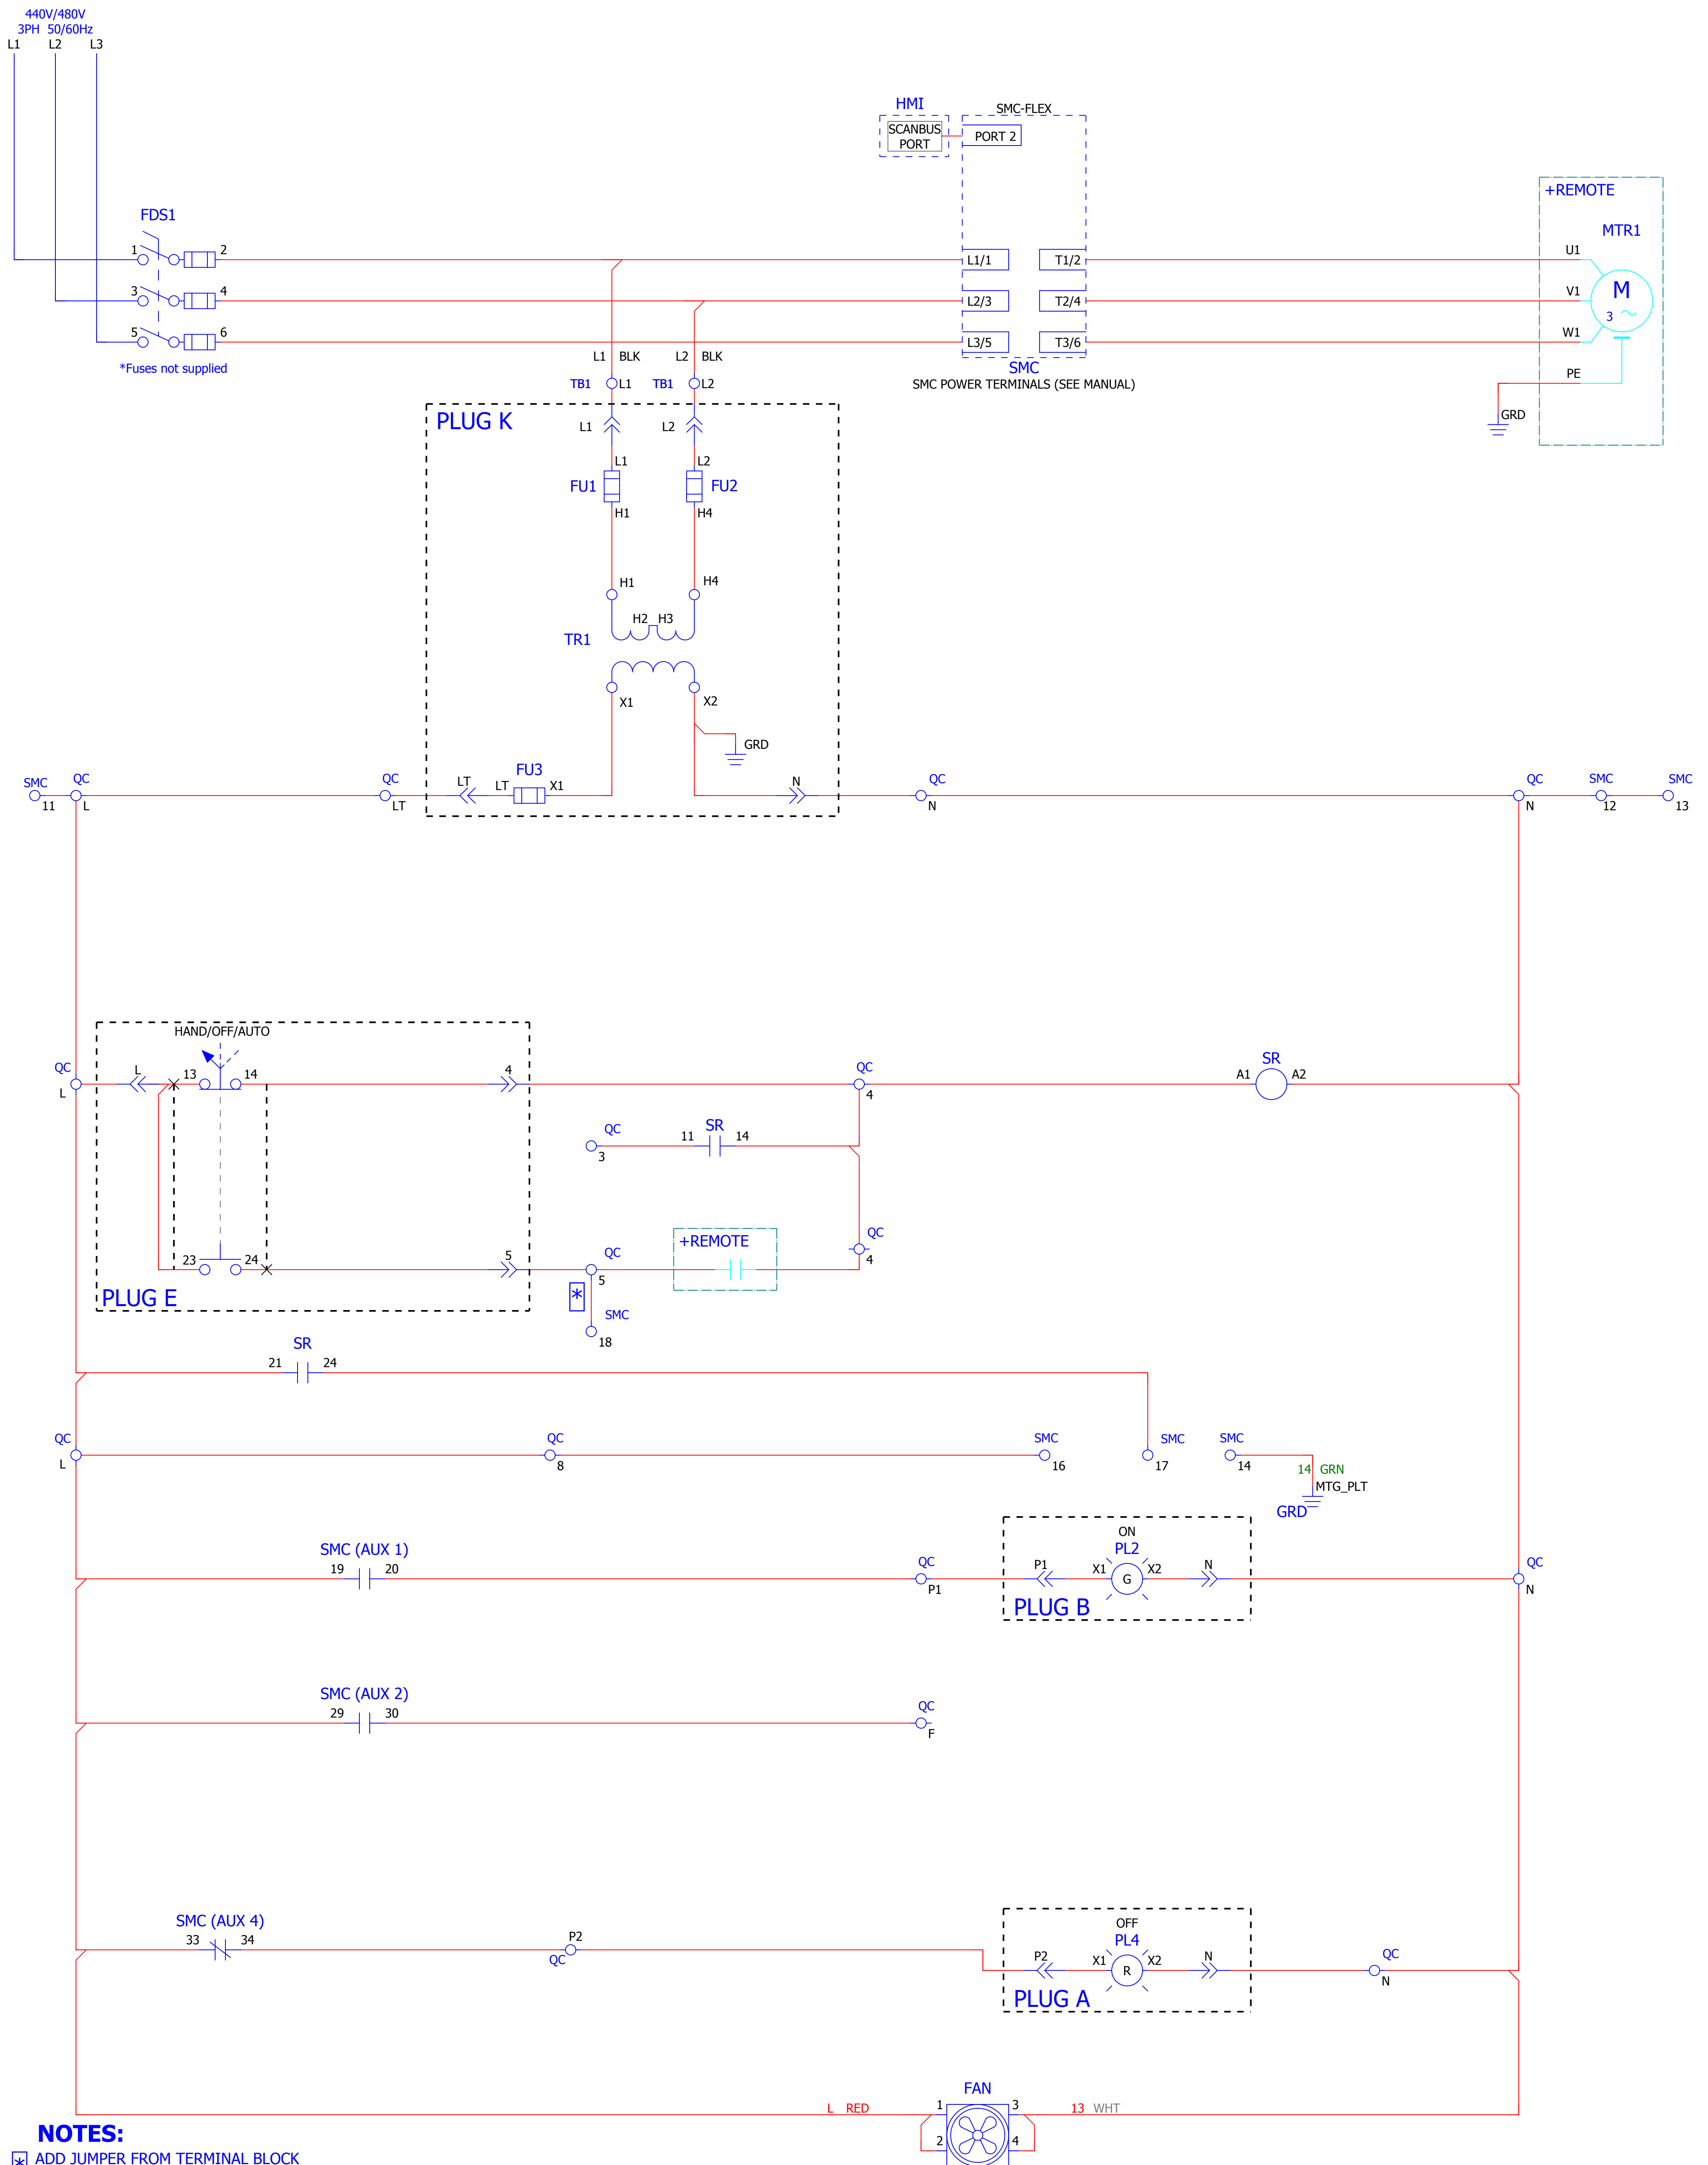 440V/480V
3PH 50/60Hz
L1 L2 L3
HMI
SMC-FLEX
SCANBUS
PORT
PORT 2
+REMOTE
FDS1
MTR1
1 2
L1/1 T1/2
U1
3 4
L2/3 T2/4
V1
M
3
5 6
L3/5 T3/6
W1
*Fuses not supplied
L1 BLK L2 BLK
SMC
SMC POWER TERMINALS (SEE MANUAL)
PE
TB1 L1 TB1 L2
GRD
PLUG K
L1 L2
L1 L2
FU1 FU2
H1 H4
H1 H4
H2 H3
TR1
X1 X2
GRD
FU3
SMC QC QC LT LT X1 N QC QC SMC SMC
11 L LT N N 12 13
HAND/OFF/AUTO
QC L 13 14 4 QC SR
A1 A2
L 4
QC 11 SR 14
3
QC
+REMOTE
4
23 24 5 QC
5
PLUG E
*
SMC
18
SR
21 24
QC QC SMC SMC SMC
L 8 16 17 14
14 GRN
MTG_PLT
GRD
ON
SMC (AUX 1)
PL2
19 20 QC P1 X1 G X2 N QC
P1 N
PLUG B
SMC (AUX 2)
29 30 QC
F
OFF
SMC (AUX 4)
33 34 P2
QC
PL4
P2 X1 R X2 N QC
N
PLUG A
FAN
L RED 1 3 13 WHT
2 4
NOTES:
* ADD JUMPER FROM TERMINAL BLOCK